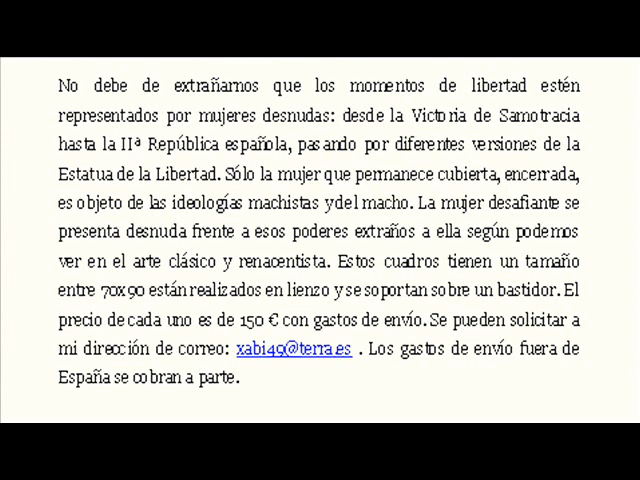 No debe de extrañarnos que los momentos de libertad estén
representados por mujeres desnudas: desde la Victoria de Samotracia
hasta la IIª República española, pasando por diferentes versiones de la
Estatua de la Libertad. Sólo la mujer que permanece cubierta, encerrada,
es objeto de las ideologías machistas y del macho. La mujer desafiante se
presenta desnuda frente a esos poderes extraños a ella según podemos
ver en el arte clásico y renacentista. Estos cuadros tienen un tamaño
entre 70x90 están realizados en lienzo y se soportan sobre un bastidor. El
precio de cada uno es de 150 € con gastos de envío. Se pueden solicitar a
mi dirección de correo: xabi49@terra.es . Los gastos de envío fuera de
España se cobran a parte.